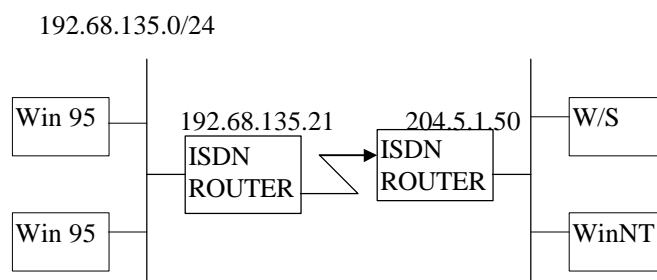 192.68.135.0/24
Win 95
192.68.135.21
204.5.1.50
W/S
ISDN
ROUTER
ISDN
ROUTER
Win 95
WinNT